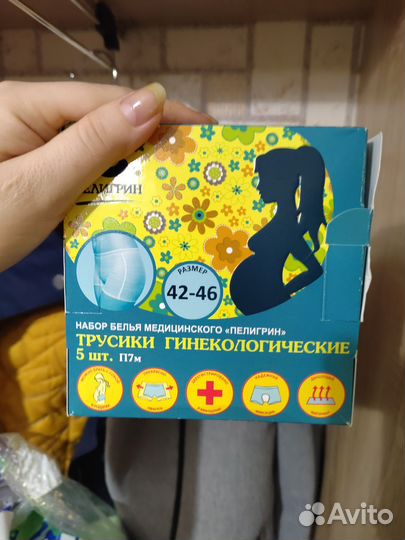 ПЕЛИГРИН
РАЗМЕР
42-46
НАБОР БЕЛЬЯ МЕДИЦИНСКОГО «ПЕЛИГРИН»
ТРУСИКИ ГИНЕКОЛОГИЧЕСКИЕ
5 шт. П7м
Avito